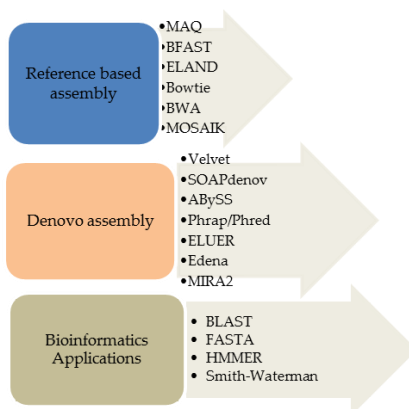 Reference based
assembly
•MAQ
•BFAST
•ELAND
•Bowtie
•BWA
•MOSAIK
Denovo assembly
•Velvet
•SOAPdenov
•ABySS
•Phrap/Phred
•ELUER
•Edena
•MIRA2
Bioinformatics
Applications
• BLAST
• FASTA
• HMMER
• Smith-Waterman